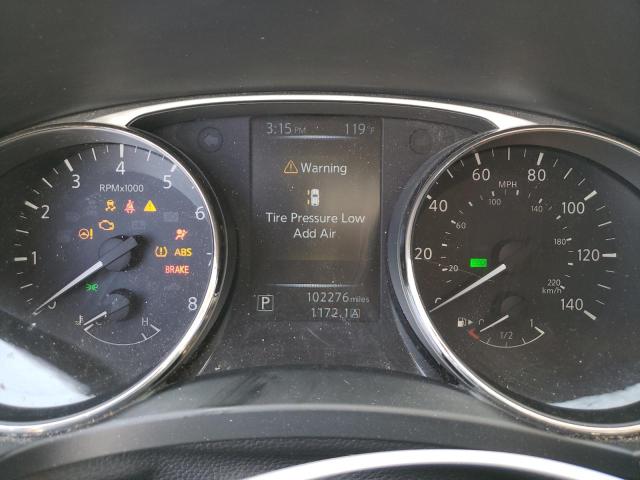 3:15 PM 119°F
Warning
Tire Pressure Low
Add Air
P 102276 miles
1172.1 A
RPMx1000
1 2 3 4 5 6 8
ABS
BRAKE
C H
MPH
20 40 60 80 100 120 140
20 60 100 140 180 220
km/h
0 1/2 1